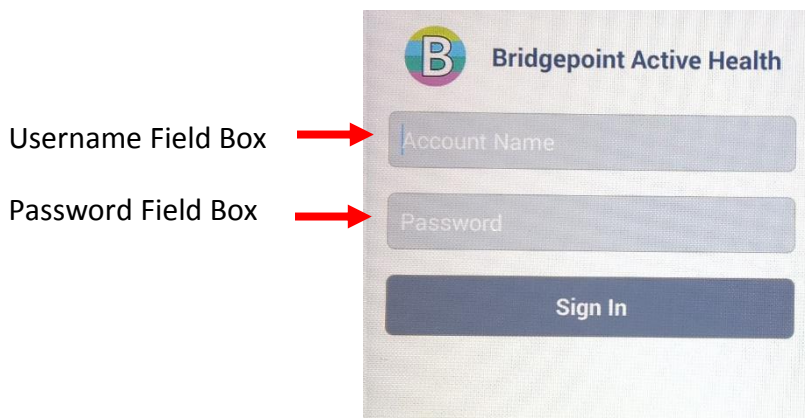 B
Bridgepoint Active Health
Username Field Box
Account Name
Password Field Box
Password
Sign In